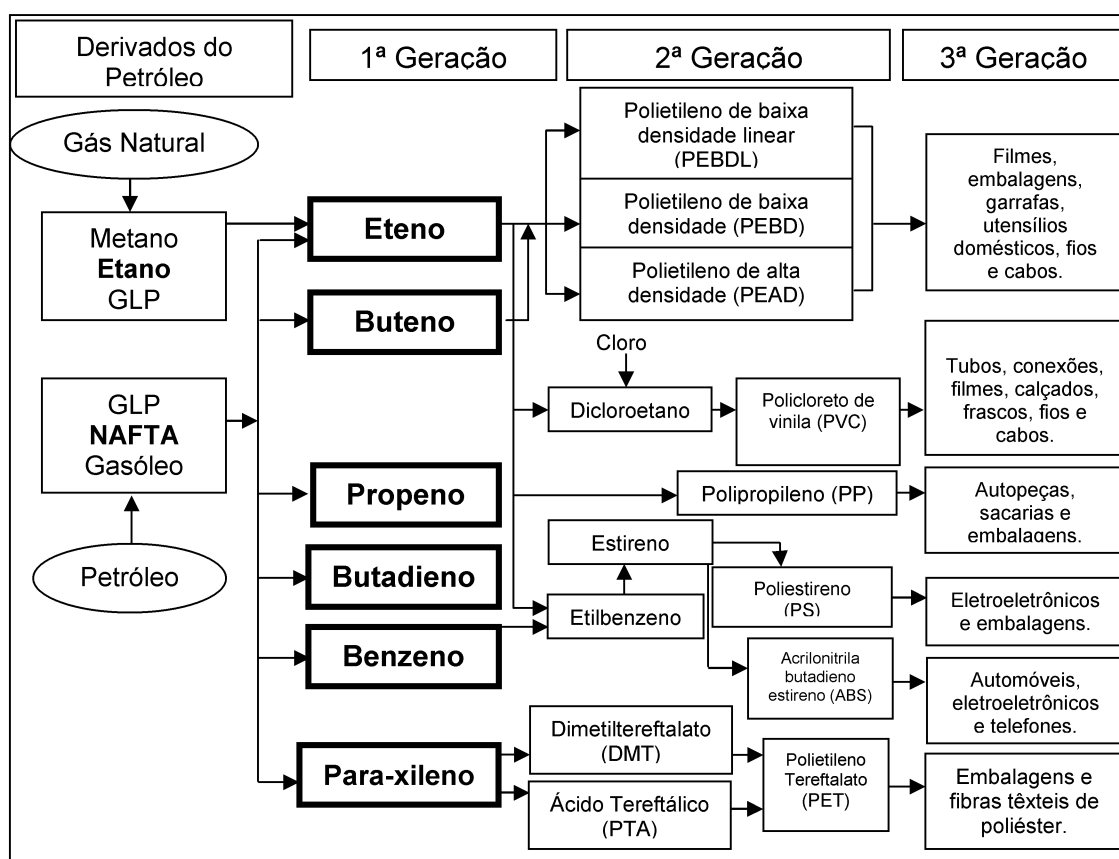 Derivados do
Petróleo
1ª Geração
2ª Geração
3ª Geração
Gás Natural
Metano
Etano
GLP
GLP
NAFTA
Gasóleo
Petróleo
Eteno
Buteno
Propeno
Butadieno
Benzeno
Para-xileno
Polietileno de baixa
densidade linear
(PEBDL)
Polietileno de baixa
densidade (PEBD)
Polietileno de alta
densidade (PEAD)
Cloro
Dicloroetano
Policloreto de
vinila (PVC)
Polipropileno (PP)
Estireno
Etilbenzeno
Poliestireno
(PS)
Acrilonitrila
butadieno
estireno (ABS)
Dimetiltereftalato
(DMT)
Ácido Tereftálico
(PTA)
Polietileno
Tereftalato
(PET)
Filmes,
embalagens,
garrafas,
utensílios
domésticos, fios
e cabos.
Tubos, conexões,
filmes, calçados,
frascos, fios e
cabos.
Autopeças,
sacarias e
embalagens.
Eletroeletrônicos
e embalagens.
Automóveis,
eletroeletrônicos
e telefones.
Embalagens e
fibras têxteis de
poliéster.